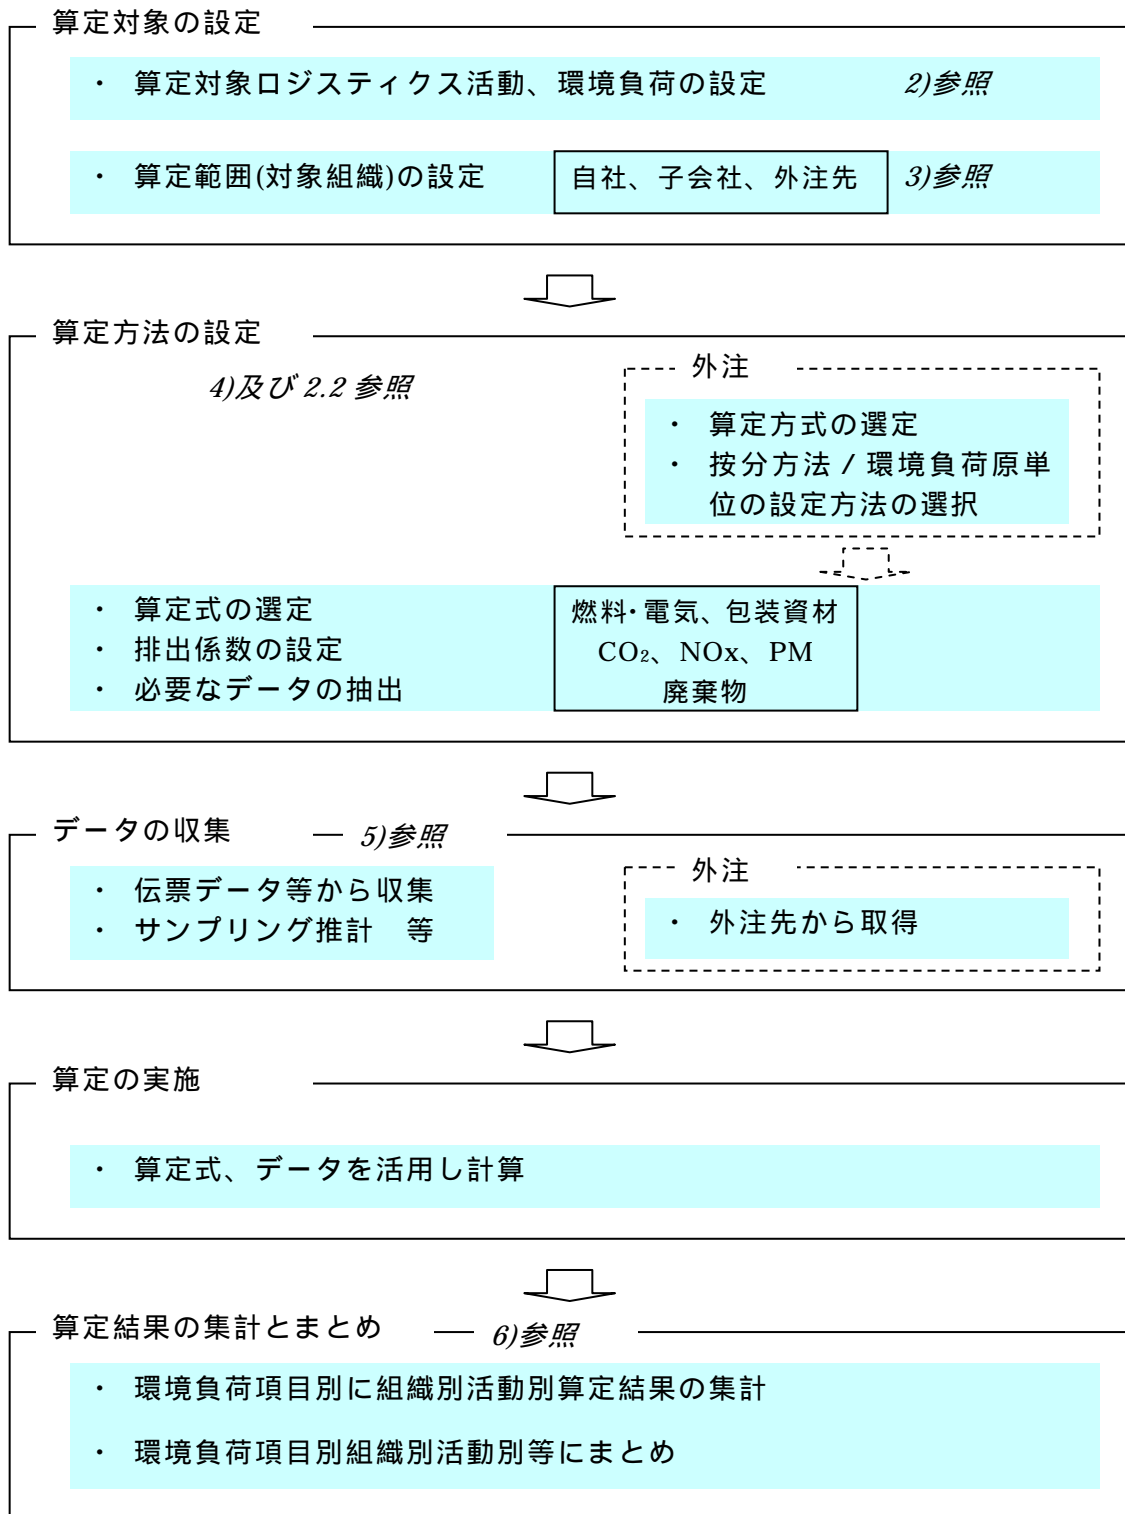 算定対象の設定
・ 算定対象ロジスティクス活動、環境負荷の設定 2)参照
・ 算定範囲(対象組織)の設定 自社、子会社、外注先 3)参照
算定方法の設定
4)及び 2.2 参照
外注
・ 算定方式の選定
・ 按分方法／環境負荷原単
位の設定方法の選択
・ 算定式の選定
・ 排出係数の設定
・ 必要なデータの抽出
燃料･電気、包装資材
CO₂、NOx、PM
廃棄物
データの収集 5)参照
・ 伝票データ等から収集
・ サンプリング推計　等
外注
・ 外注先から取得
算定の実施
・ 算定式、データを活用し計算
算定結果の集計とまとめ 6)参照
・ 環境負荷項目別に組織別活動別算定結果の集計
・ 環境負荷項目別組織別活動別等にまとめ